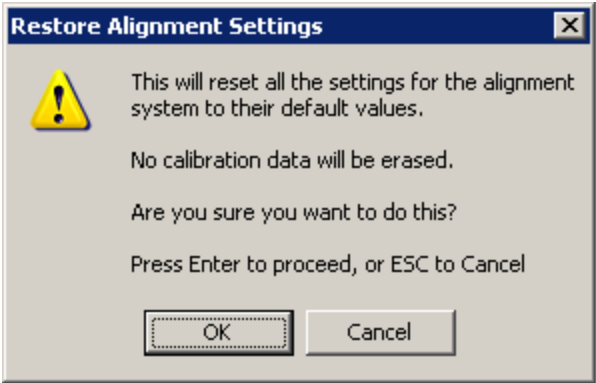 Restore Alignment Settings
This will reset all the settings for the alignment
system to their default values.
No calibration data will be erased.
Are you sure you want to do this?
Press Enter to proceed, or ESC to Cancel
OK
Cancel